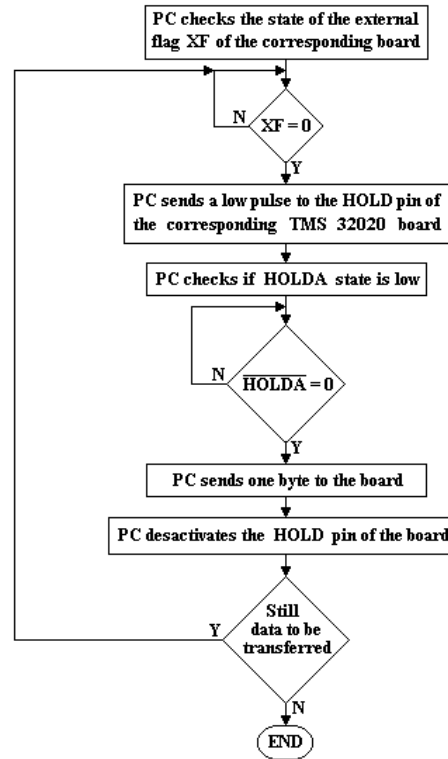 PC checks the state of the external
flag XF of the corresponding board
N
XF = 0
Y
PC sends a low pulse to the HOLD pin of
the corresponding TMS 32020 board
PC checks if HOLDA state is low
N
HOLDA = 0
Y
PC sends one byte to the board
PC desactivates the HOLD pin of the board
Still
Y
data to be
transferred
N
END